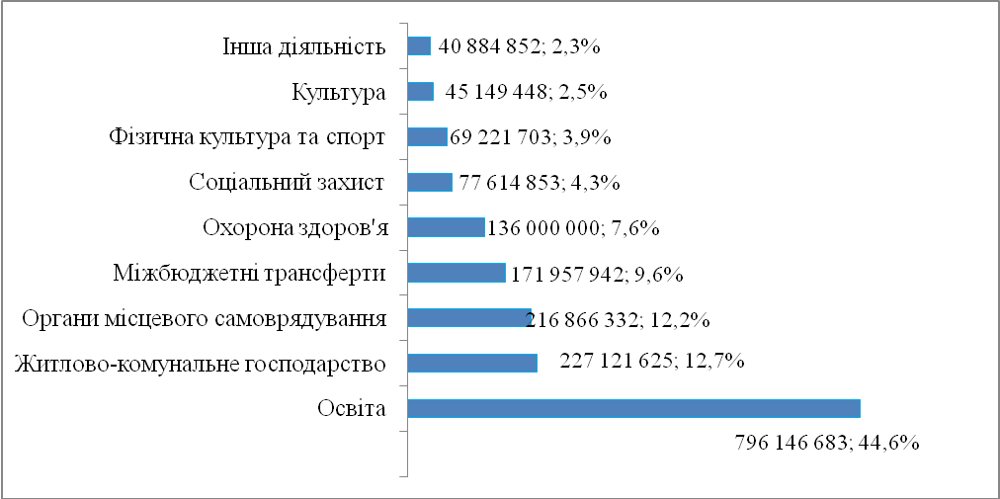 Інша діяльність 40 884 852; 2,3%
Культура 45 149 448; 2,5%
Фізична культура та спорт 69 221 703; 3,9%
Соціальний захист 77 614 853; 4,3%
Охорона здоров'я 136 000 000; 7,6%
Міжбюджетні трансферти 171 957 942; 9,6%
Органи місцевого самоврядування 216 866 332; 12,2%
Житлово-комунальне господарство 227 121 625; 12,7%
Освіта
796 146 683; 44,6%